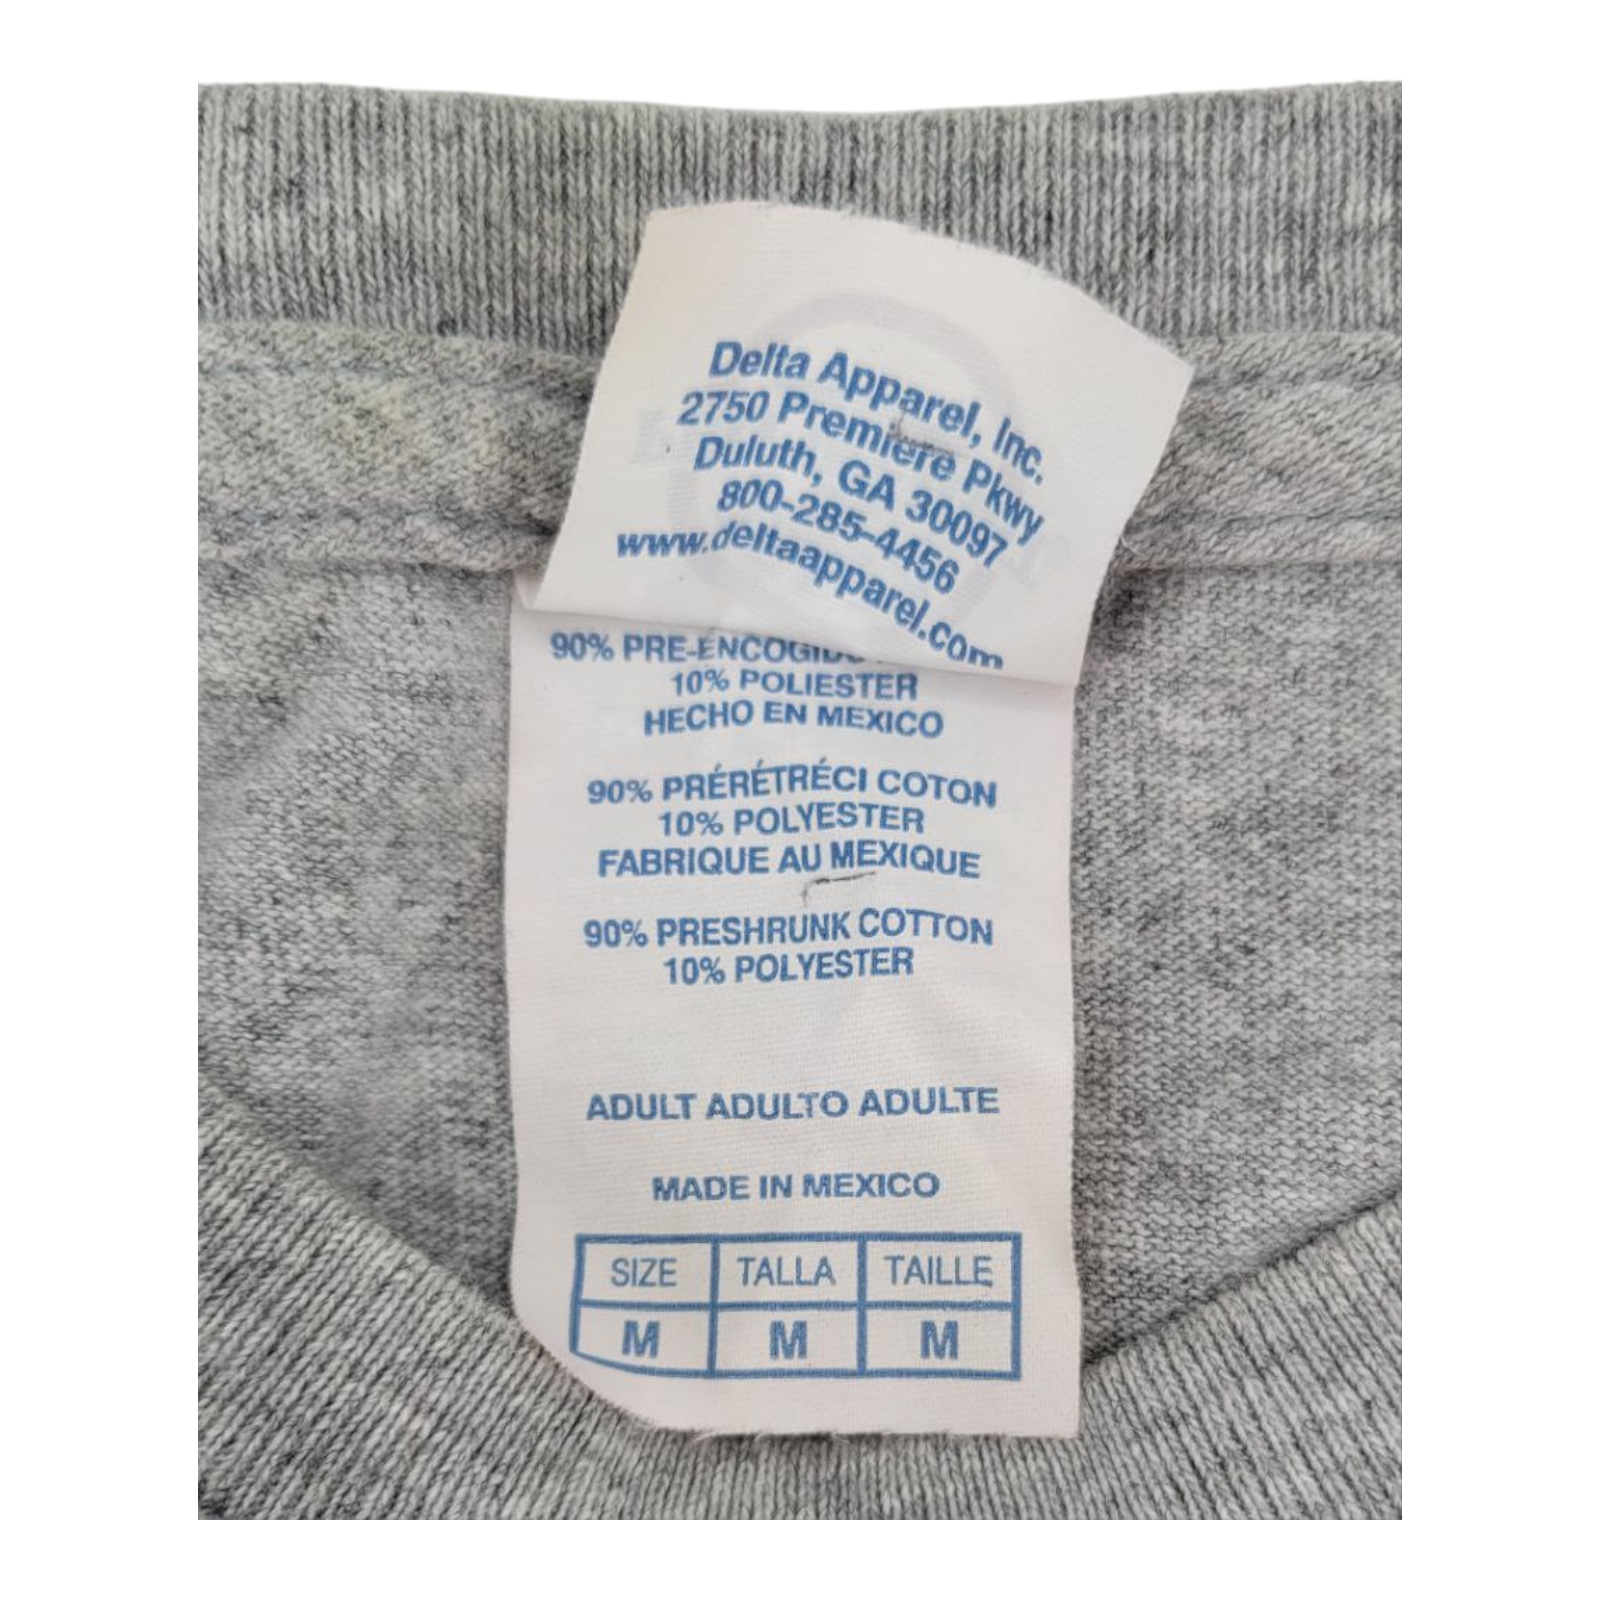 Delta Apparel, Inc.
2750 Premiere Pkwy
Duluth, GA 30097
800-285-4456
www.deltaapparel.com
90% PRE-ENCOGIDO
10% POLIESTER
HECHO EN MEXICO
90% PRÉRÉTRÉCI COTON
10% POLYESTER
FABRIQUE AU MEXIQUE
90% PRESHRUNK COTTON
10% POLYESTER
ADULT ADULTO ADULTE
MADE IN MEXICO
SIZE TALLA TAILLE
M M M